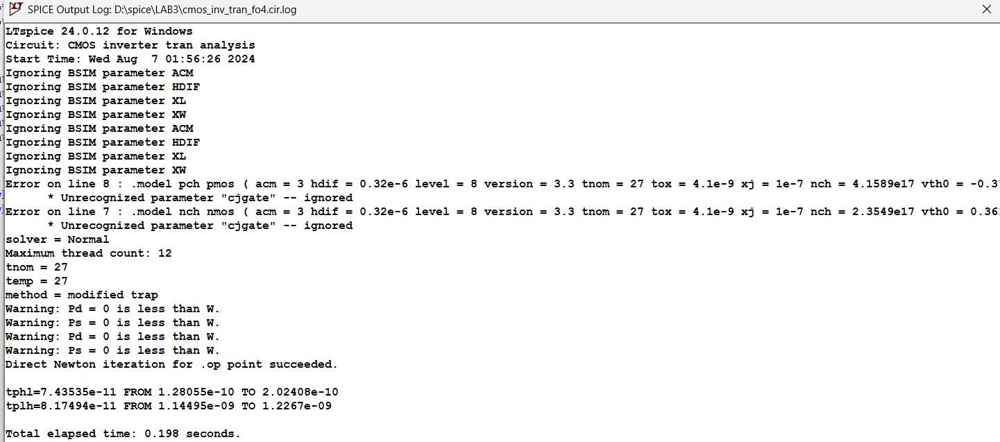 SPICE Output Log: D:\spice\LAB3\cmos_inv_tran_fo4.cir.log
LTspice 24.0.12 for Windows
Circuit: CMOS inverter tran analysis
Start Time: Wed Aug  7 01:56:26 2024
Ignoring BSIM parameter ACM
Ignoring BSIM parameter HDIF
Ignoring BSIM parameter XL
Ignoring BSIM parameter XW
Ignoring BSIM parameter ACM
Ignoring BSIM parameter HDIF
Ignoring BSIM parameter XL
Ignoring BSIM parameter XW
Error on line 8 : .model pch pmos ( acm = 3 hdif = 0.32e-6 level = 8 version = 3.3 tnom = 27 tox = 4.1e-9 xj = 1e-7 nch = 4.1589e17 vth0 = -0.3
* Unrecognized parameter "cjgate" -- ignored
Error on line 7 : .model nch nmos ( acm = 3 hdif = 0.32e-6 level = 8 version = 3.3 tnom = 27 tox = 4.1e-9 xj = 1e-7 nch = 2.3549e17 vth0 = 0.36
* Unrecognized parameter "cjgate" -- ignored
solver = Normal
Maximum thread count: 12
tnom = 27
temp = 27
method = modified trap
Warning: Pd = 0 is less than W.
Warning: Ps = 0 is less than W.
Warning: Pd = 0 is less than W.
Warning: Ps = 0 is less than W.
Direct Newton iteration for .op point succeeded.
tphl=7.43535e-11 FROM 1.28055e-10 TO 2.02408e-10
tplh=8.17494e-11 FROM 1.14495e-09 TO 1.2267e-09
Total elapsed time: 0.198 seconds.